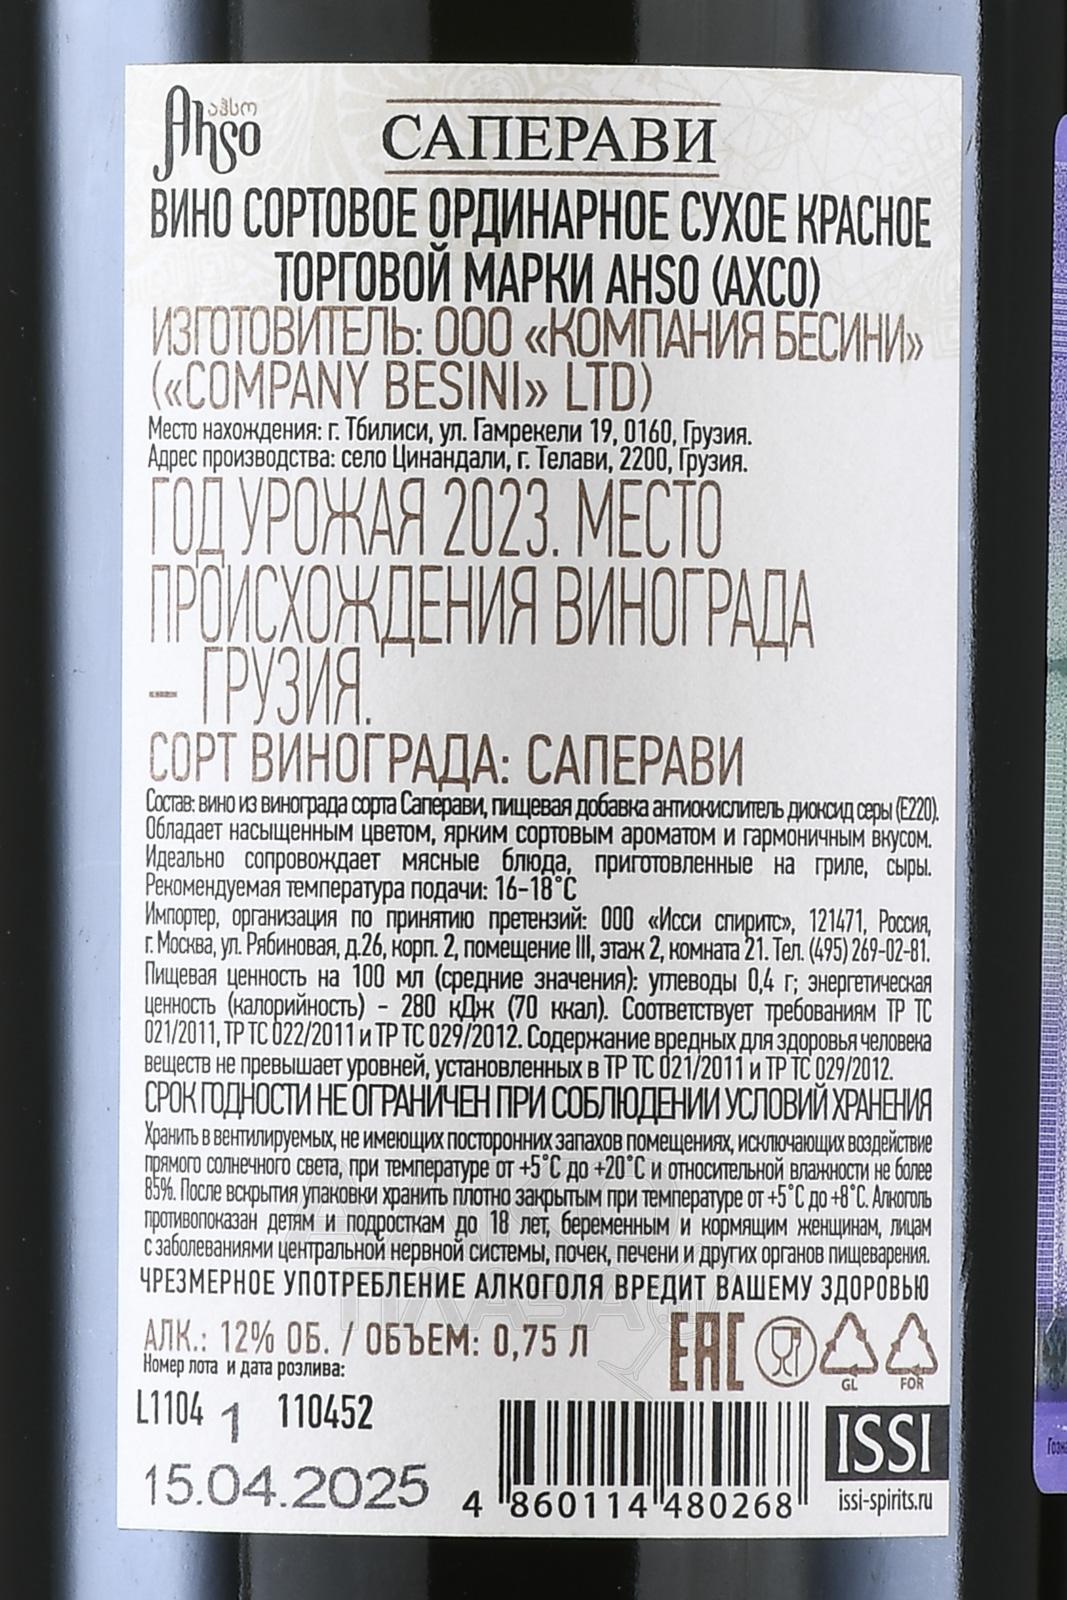 აჰსო
Ahso
САПЕРАВИ
ВИНО СОРТОВОЕ ОРДИНАРНОЕ СУХОЕ КРАСНОЕ
ТОРГОВОЙ МАРКИ AHSO (АХСО)
ИЗГОТОВИТЕЛЬ: ООО «КОМПАНИЯ БЕСИНИ»
(«COMPANY BESINI» LTD)
Место нахождения: г. Тбилиси, ул. Гамрекели 19, 0160, Грузия.
Адрес производства: село Цинандали, г. Телави, 2200, Грузия.
ГОД УРОЖАЯ 2023. МЕСТО
ПРОИСХОЖДЕНИЯ ВИНОГРАДА
– ГРУЗИЯ.
СОРТ ВИНОГРАДА: САПЕРАВИ
Состав: вино из винограда сорта Саперави, пищевая добавка антиокислитель диоксид серы (Е220).
Обладает насыщенным цветом, ярким сортовым ароматом и гармоничным вкусом.
Идеально сопровождает мясные блюда, приготовленные на гриле, сыры.
Рекомендуемая температура подачи: 16-18°С
Импортер, организация по принятию претензий: ООО «Исси спиритс», 121471, Россия,
г. Москва, ул. Рябиновая, д.26, корп. 2, помещение III, этаж 2, комната 21. Тел. (495) 269-02-81.
Пищевая ценность на 100 мл (средние значения): углеводы 0,4 г; энергетическая
ценность (калорийность) – 280 кДж (70 ккал). Соответствует требованиям ТР ТС
021/2011, ТР ТС 022/2011 и ТР ТС 029/2012. Содержание вредных для здоровья человека
веществ не превышает уровней, установленных в ТР ТС 021/2011 и ТР ТС 029/2012.
СРОК ГОДНОСТИ НЕ ОГРАНИЧЕН ПРИ СОБЛЮДЕНИИ УСЛОВИЙ ХРАНЕНИЯ
Хранить в вентилируемых, не имеющих посторонних запахов помещениях, исключающих воздействие
прямого солнечного света, при температуре от +5°С до +20°С и относительной влажности не более
85%. После вскрытия упаковки хранить плотно закрытым при температуре от +5°С до +8°С. Алкоголь
противопоказан детям и подросткам до 18 лет, беременным и кормящим женщинам, лицам
с заболеваниями центральной нервной системы, почек, печени и других органов пищеварения.
ЧРЕЗМЕРНОЕ УПОТРЕБЛЕНИЕ АЛКОГОЛЯ ВРЕДИТ ВАШЕМУ ЗДОРОВЬЮ
АЛК.: 12% ОБ. / ОБЪЕМ: 0,75 Л
EAC
GL
FOR
Номер лота и дата розлива:
L1104 1 110452
15.04.2025
4 860114 480268
ISSI
issi-spirits.ru
АЛКО
ПЛАЗА